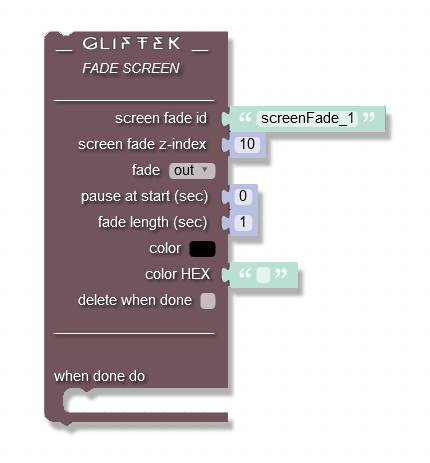 __ GLIFTEK __
FADE SCREEN
screen fade id “ screenFade_1 ”
screen fade z-index 10
fade out
pause at start (sec) 0
fade length (sec) 1
color
color HEX “ ”
delete when done
when done do